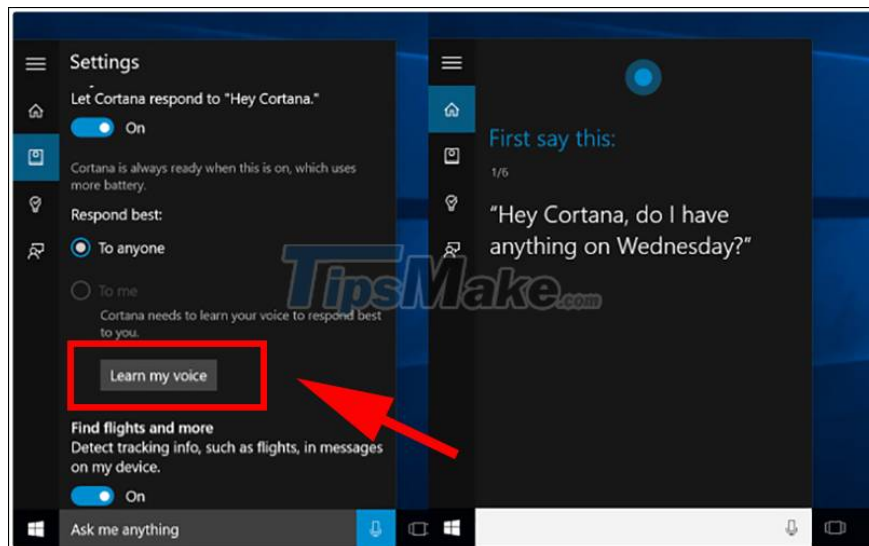 Settings
Let Cortana respond to "Hey Cortana."
On
Cortana is always ready when this is on, which uses
more battery.
Respond best:
To anyone
To me
Cortana needs to learn your voice to respond best
to you.
Learn my voice
Find flights and more
Detect tracking info, such as flights, in messages
on my device.
On
Ask me anything
First say this:
1/6
“Hey Cortana, do I have
anything on Wednesday?”
TipsMake.com